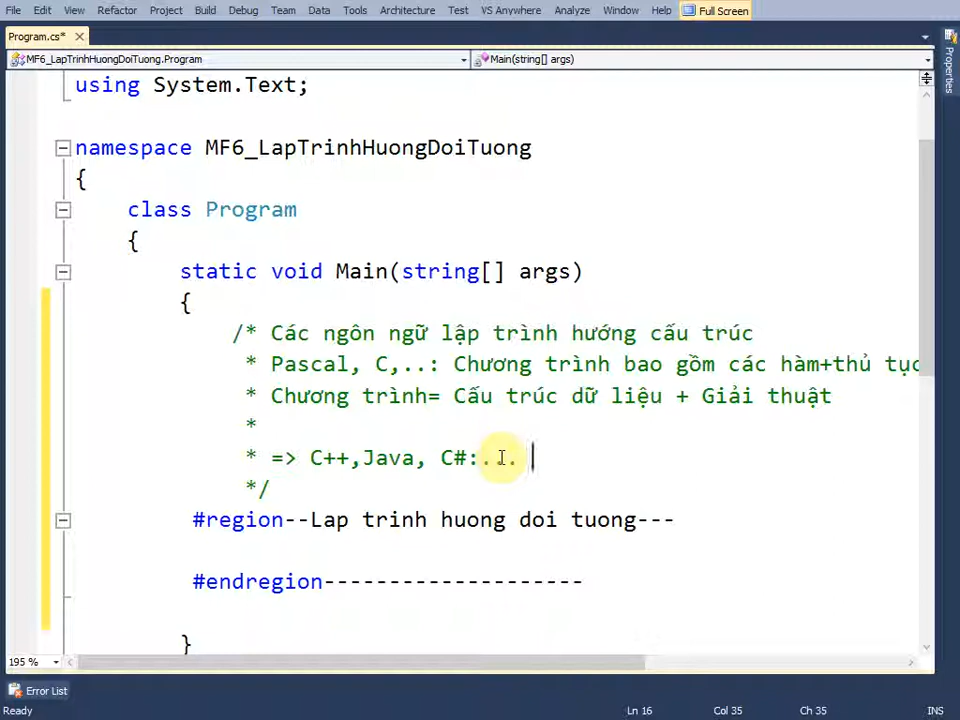 File Edit View Refactor Project Build Debug Team Data Tools Architecture Test VS Anywhere Analyze Window Help Full Screen
Program.cs*
MF6_LapTrinhHuongDoiTuong.Program Main(string[] args)
Properties
using System.Text;
namespace MF6_LapTrinhHuongDoiTuong
{
class Program
{
static void Main(string[] args)
{
/* Các ngôn ngữ lập trình hướng cấu trúc
* Pascal, C,..: Chương trình bao gồm các hàm+thủ tục
* Chương trình= Cấu trúc dữ liệu + Giải thuật
*
* => C++,Java, C#:...
*/
#region--Lap trinh huong doi tuong---
#endregion--------------------
}
195 %
Error List
Ready Ln 16 Col 35 Ch 35 INS